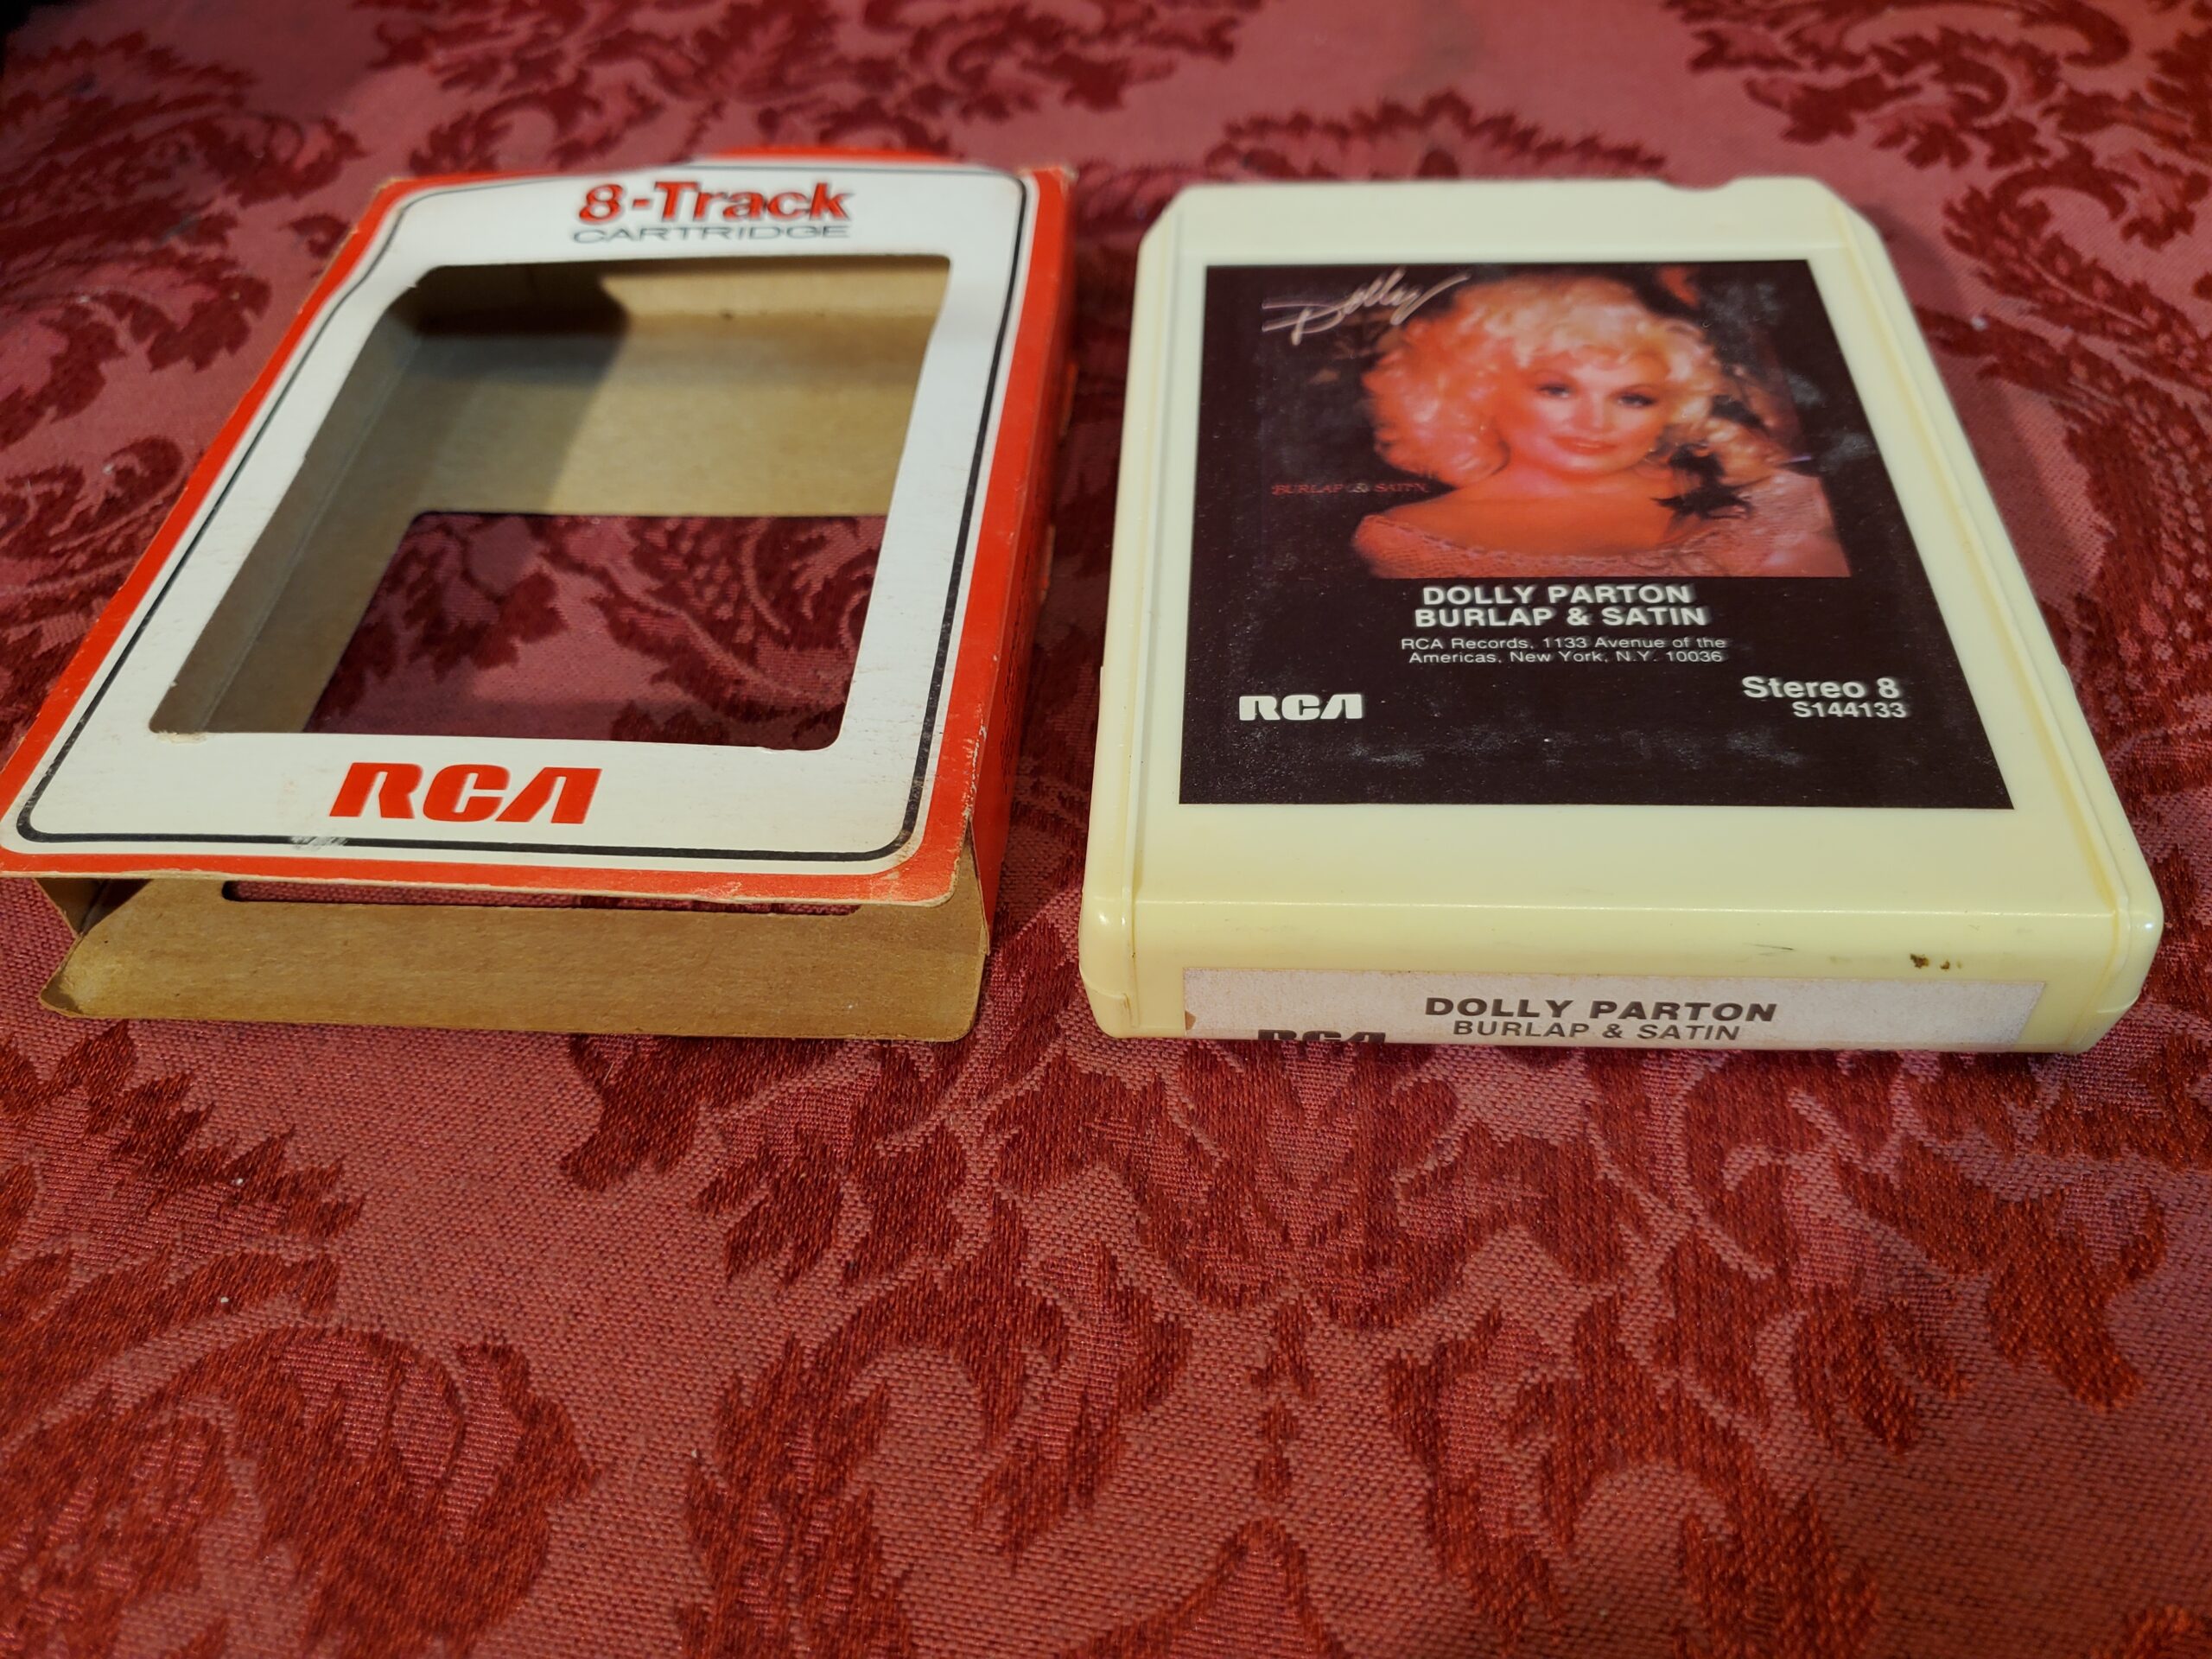 8-Track
CARTRIDGE
RCA
Dolly
BURLAP & SATIN
DOLLY PARTON
BURLAP & SATIN
RCA Records, 1133 Avenue of the
Americas, New York, N.Y. 10036
RCA
Stereo 8
S144133
DOLLY PARTON
BURLAP & SATIN
RCA